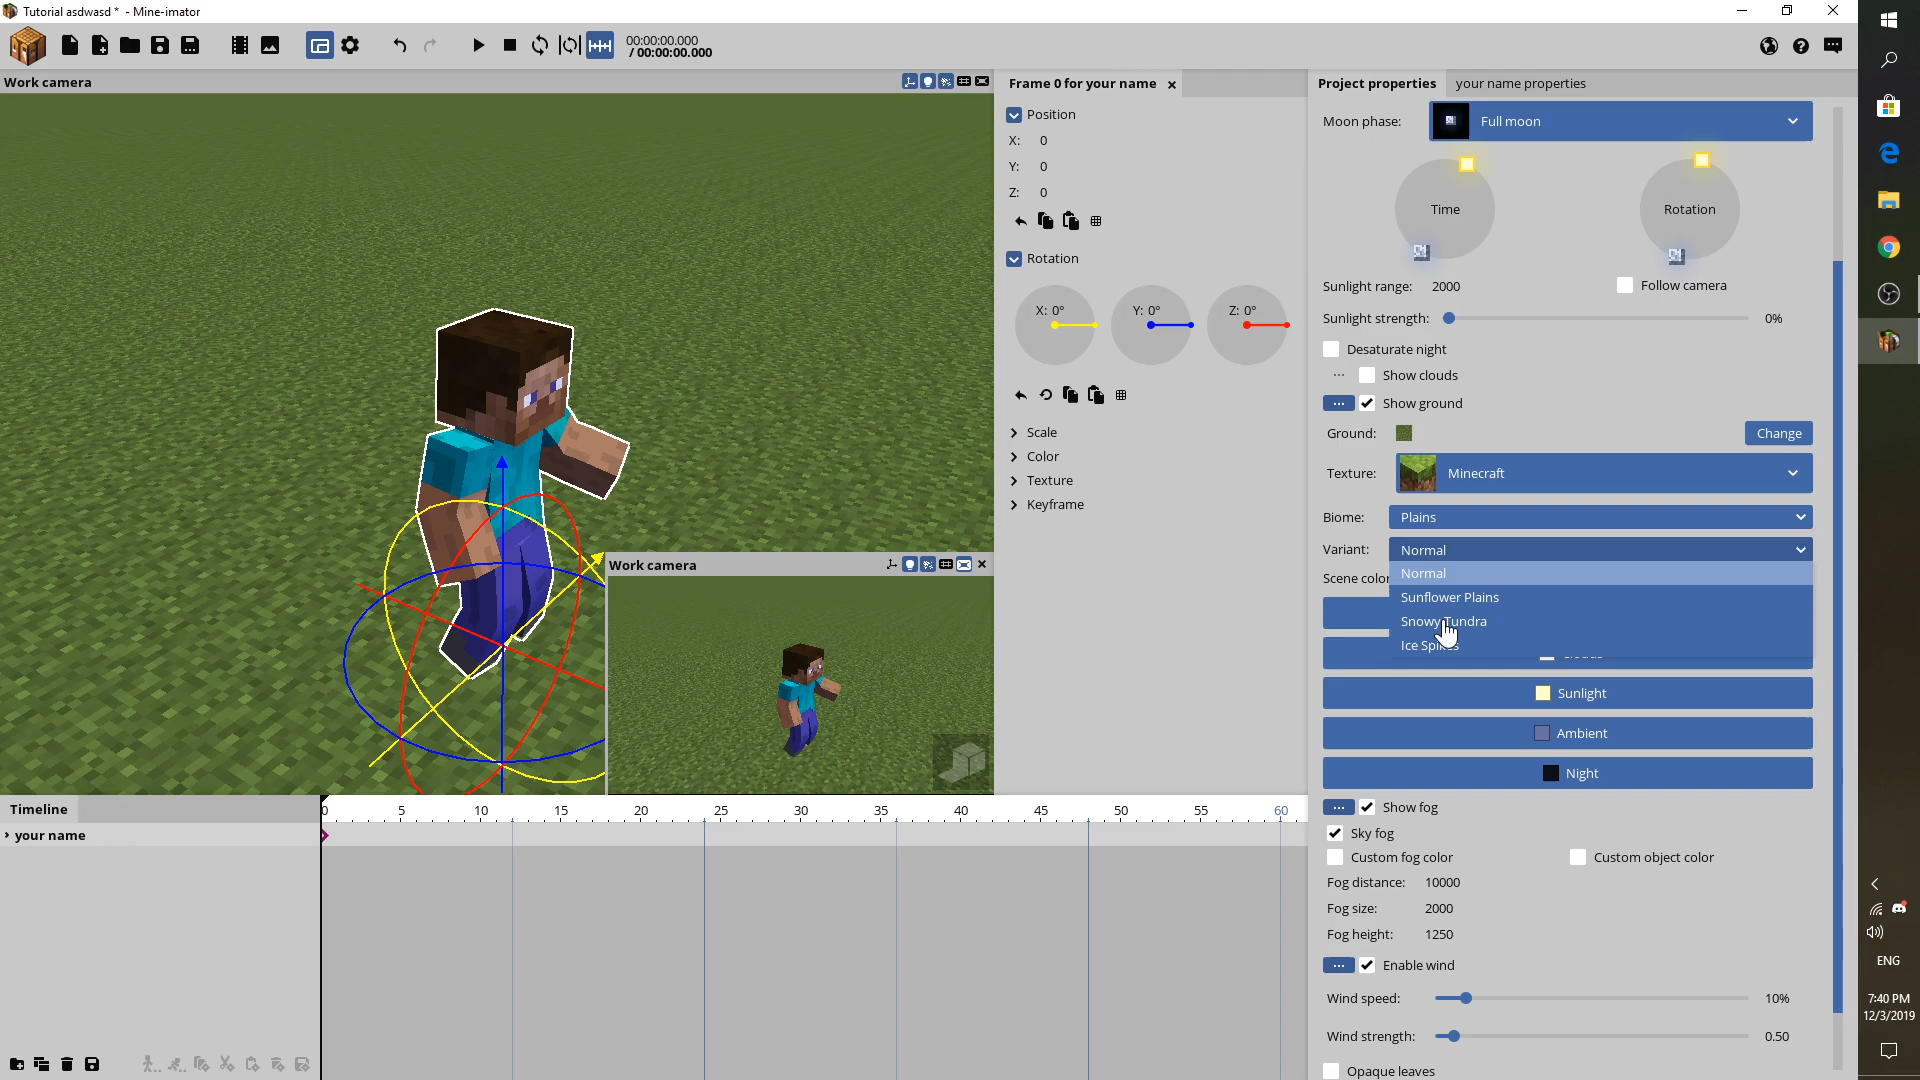 Tutorial asdwasd * - Mine-imator
00:00:00.000
/ 00:00:00.000
Work camera
Frame 0 for your name
Project properties
your name properties
Position
X: 0
Y: 0
Z: 0
Rotation
X: 0°
Y: 0°
Z: 0°
Scale
Color
Texture
Keyframe
Moon phase:
Full moon
Time
Rotation
Sunlight range: 2000
Follow camera
Sunlight strength:
0%
Desaturate night
Show clouds
Show ground
Ground:
Change
Texture:
Minecraft
Biome:
Plains
Variant:
Normal
Normal
Scene color
Sunflower Plains
Snowy Tundra
Ice Spikes
Sunlight
Ambient
Night
Show fog
Sky fog
Custom fog color
Custom object color
Fog distance: 10000
Fog size: 2000
Fog height: 1250
Enable wind
Wind speed:
10%
Wind strength:
0.50
Opaque leaves
Work camera
Timeline
0 5 10 15 20 25 30 35 40 45 50 55 60
your name
ENG
7:40 PM
12/3/2019